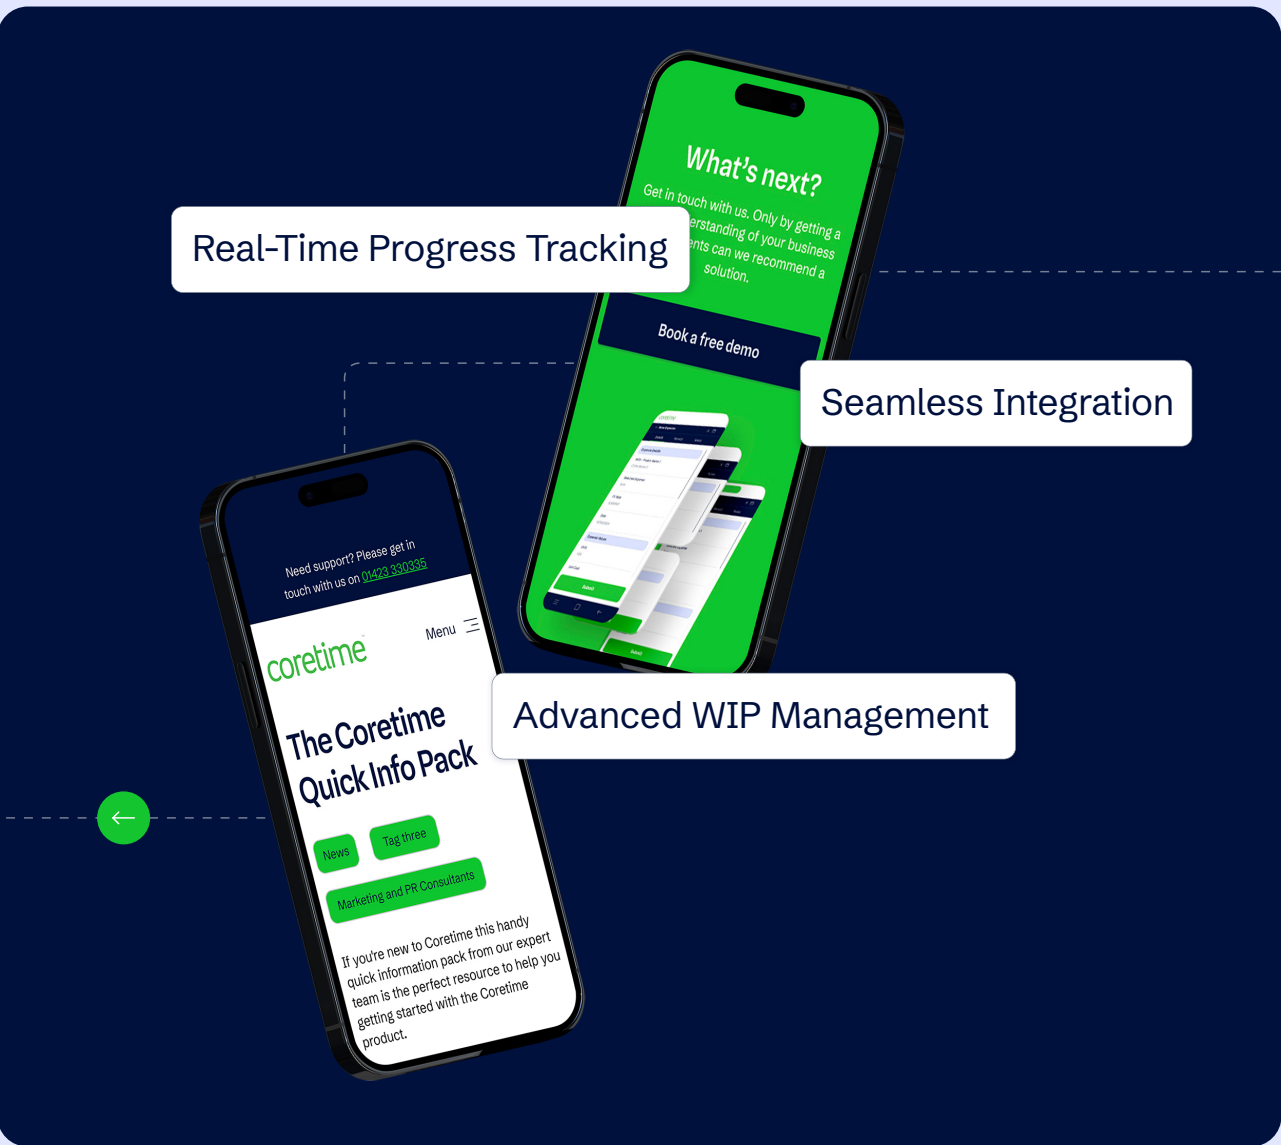 What's next?
Get in touch with us. Only by getting a
erstanding of your business
ents can we recommend a
solution.
Real-Time Progress Tracking
Book a free demo
Seamless Integration
coretime
Submit
Submit
Need support? Please get in
touch with us on 01423 330335
coretime
Menu
Advanced WIP Management
The Coretime
Quick Info Pack
News
Tag three
Marketing and PR Consultants
If you're new to Coretime this handy
quick information pack from our expert
team is the perfect resource to help you
getting started with the Coretime
product.